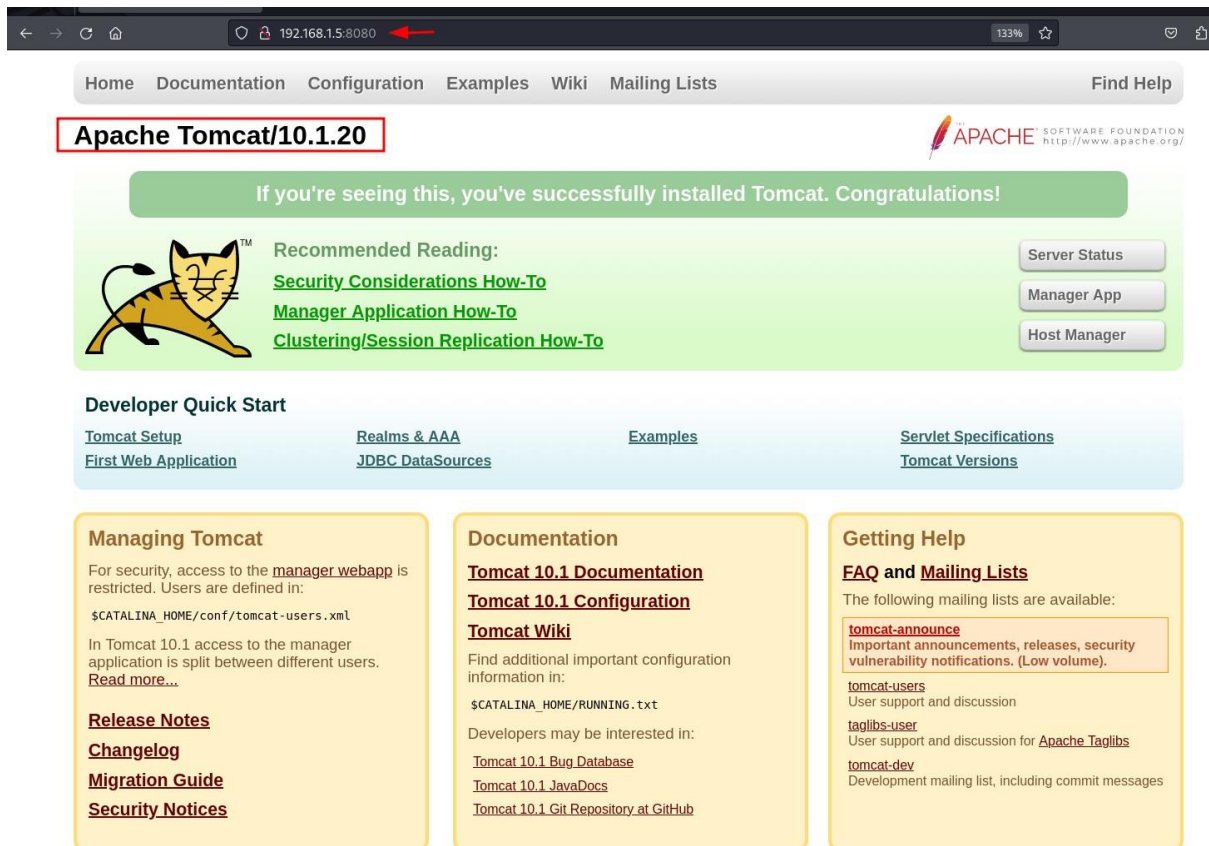 192.168.1.5:8080
133%
Home Documentation Configuration Examples Wiki Mailing Lists Find Help
Apache Tomcat/10.1.20
THE
APACHE SOFTWARE FOUNDATION
http://www.apache.org/
If you're seeing this, you've successfully installed Tomcat. Congratulations!
TM
Recommended Reading:
Security Considerations How-To
Manager Application How-To
Clustering/Session Replication How-To
Server Status
Manager App
Host Manager
Developer Quick Start
Tomcat Setup
First Web Application
Realms & AAA
JDBC DataSources
Examples
Servlet Specifications
Tomcat Versions
Managing Tomcat
For security, access to the manager webapp is
restricted. Users are defined in:
$CATALINA_HOME/conf/tomcat-users.xml
In Tomcat 10.1 access to the manager
application is split between different users.
Read more...
Release Notes
Changelog
Migration Guide
Security Notices
Documentation
Tomcat 10.1 Documentation
Tomcat 10.1 Configuration
Tomcat Wiki
Find additional important configuration
information in:
$CATALINA_HOME/RUNNING.txt
Developers may be interested in:
Tomcat 10.1 Bug Database
Tomcat 10.1 JavaDocs
Tomcat 10.1 Git Repository at GitHub
Getting Help
FAQ and Mailing Lists
The following mailing lists are available:
tomcat-announce
Important announcements, releases, security
vulnerability notifications. (Low volume).
tomcat-users
User support and discussion
taglibs-user
User support and discussion for Apache Taglibs
tomcat-dev
Development mailing list, including commit messages